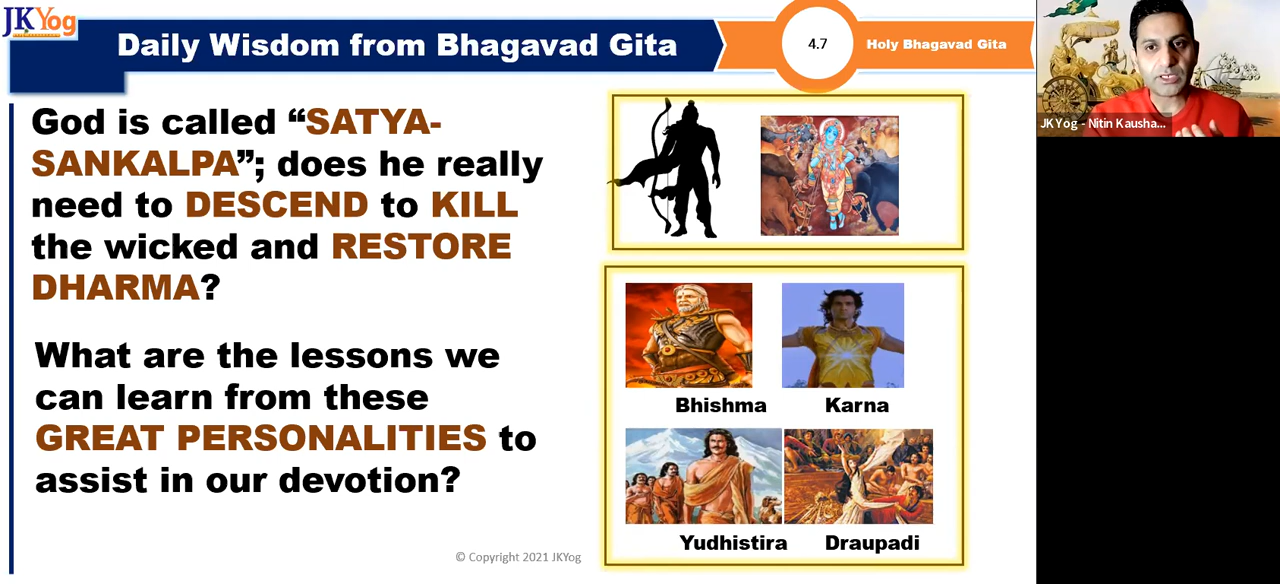 JKYog
Daily Wisdom from Bhagavad Gita
4.7
Holy Bhagavad Gita
JKYog - Nitin Kausha...
God is called “SATYA-
SANKALPA”; does he really
need to DESCEND to KILL
the wicked and RESTORE
DHARMA?
What are the lessons we
can learn from these
GREAT PERSONALITIES to
assist in our devotion?
Bhishma
Karna
Yudhistira
Draupadi
© Copyright 2021 JKYog